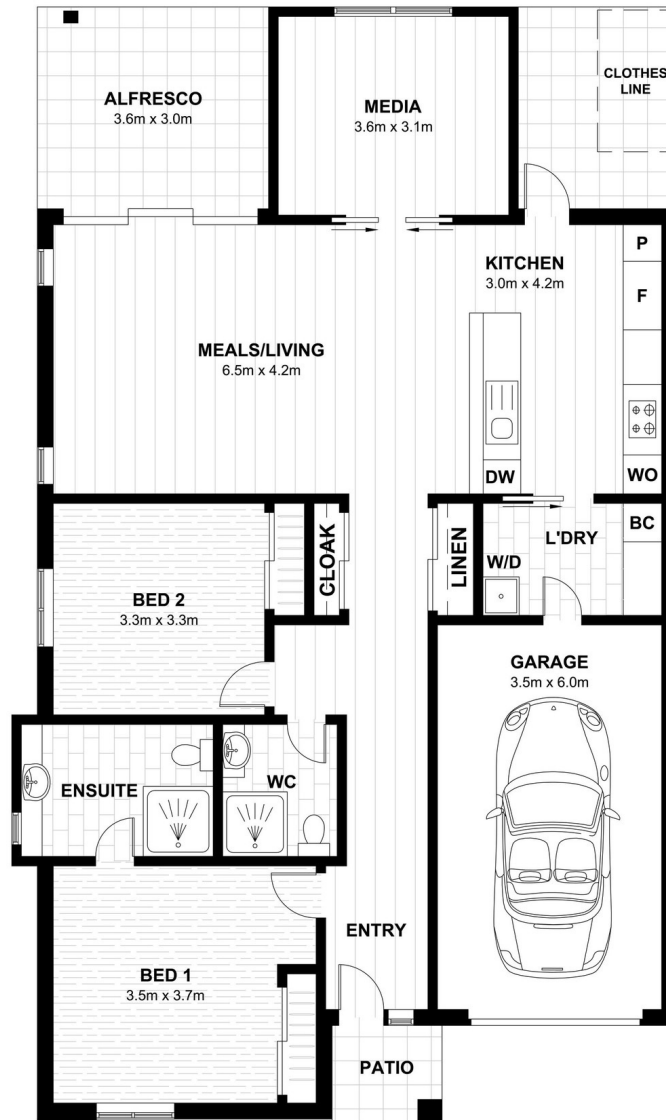 ALFRESCO
3.6m x 3.0m
MEDIA
3.6m x 3.1m
CLOTHES
LINE
KITCHEN
3.0m x 4.2m
P
F
MEALS/LIVING
6.5m x 4.2m
DW
WO
CLOAK
LINEN
L'DRY
BC
W/D
BED 2
3.3m x 3.3m
GARAGE
3.5m x 6.0m
ENSUITE
WC
ENTRY
BED 1
3.5m x 3.7m
PATIO